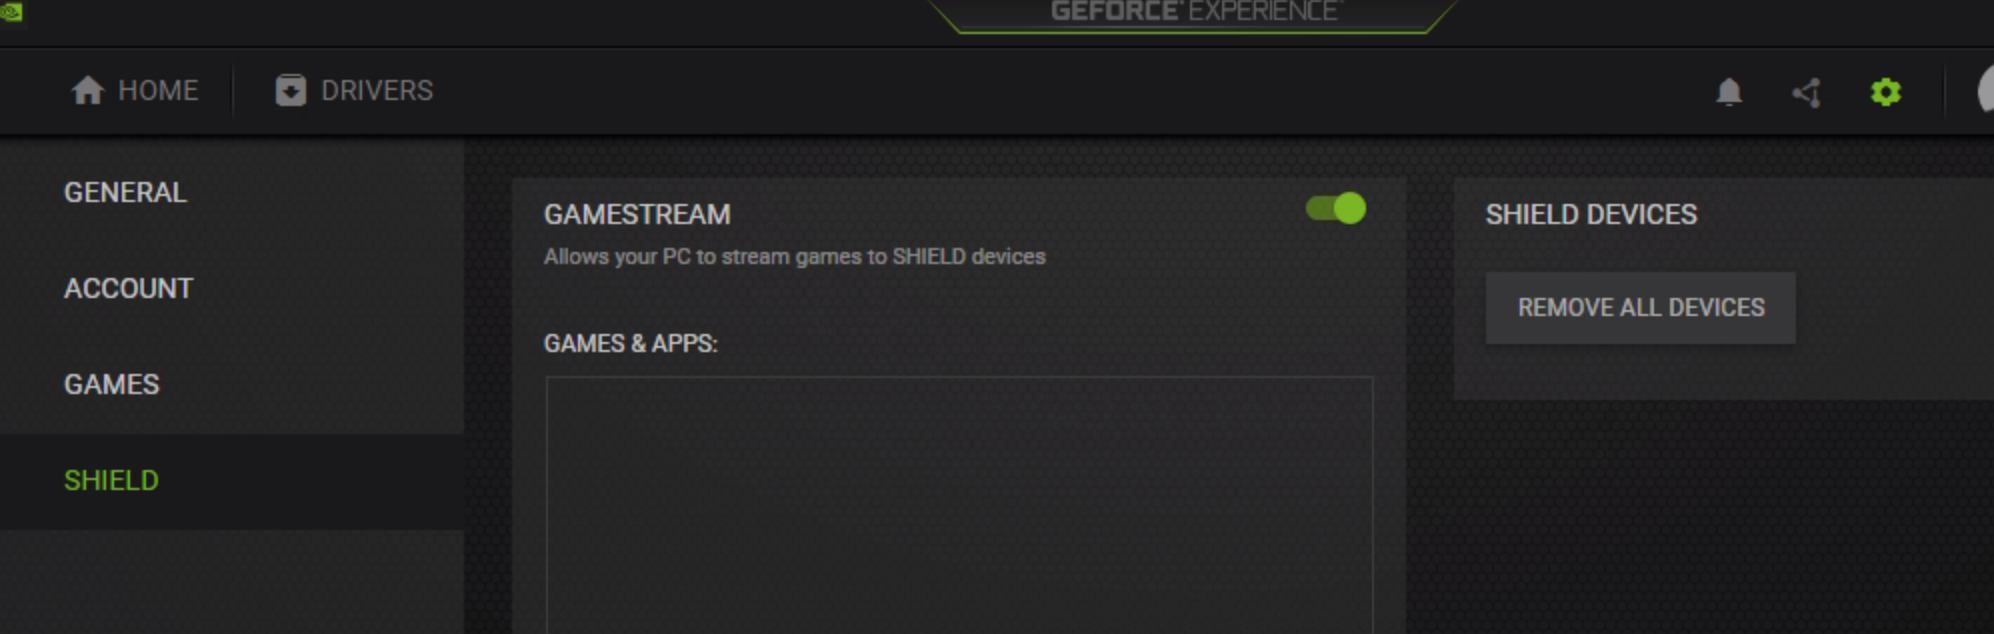 GEFORCE EXPERIENCE
HOME
DRIVERS
GENERAL
ACCOUNT
GAMES
SHIELD
GAMESTREAM
Allows your PC to stream games to SHIELD devices
GAMES & APPS:
SHIELD DEVICES
REMOVE ALL DEVICES